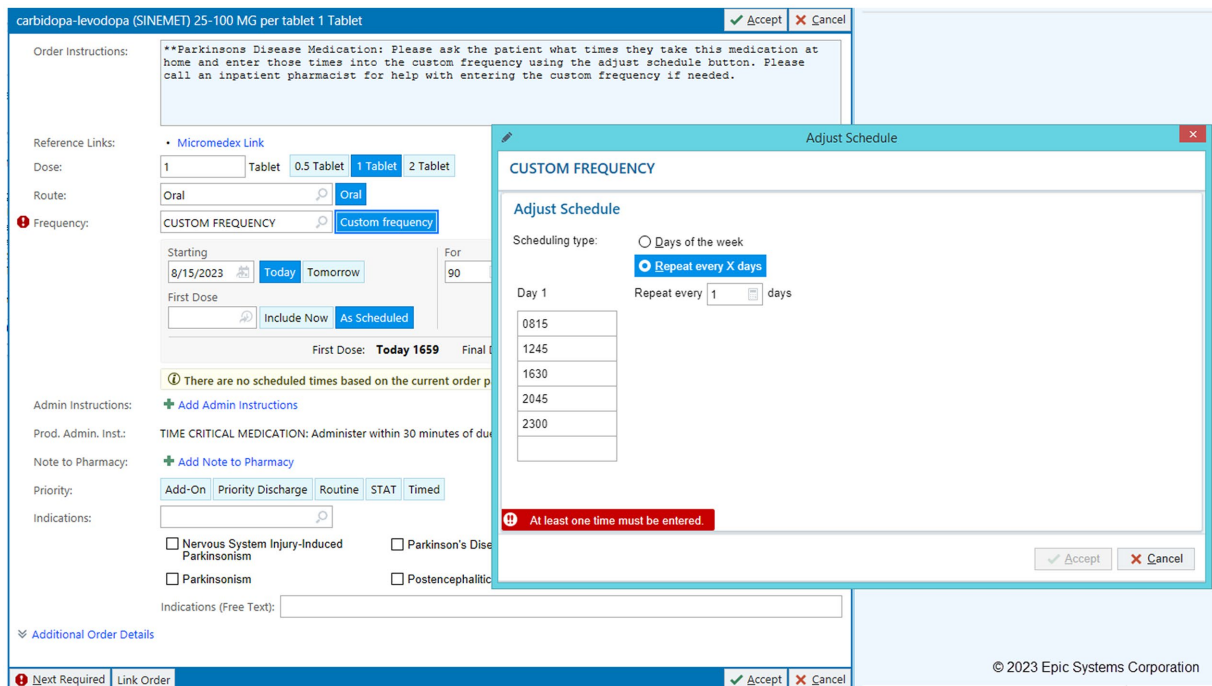 carbidopa-levodopa (SINEMET) 25-100 MG per tablet 1 Tablet
Accept
Cancel
Order Instructions:
**Parkinsons Disease Medication: Please ask the patient what times they take this medication at
home and enter those times into the custom frequency using the adjust schedule button. Please
call an inpatient pharmacist for help with entering the custom frequency if needed.
Reference Links:
• Micromedex Link
Dose:
1
Tablet
0.5 Tablet
1 Tablet
2 Tablet
Route:
Oral
Oral
Frequency:
CUSTOM FREQUENCY
Custom frequency
Starting
For
8/15/2023
Today
Tomorrow
90
First Dose
Include Now
As Scheduled
First Dose: Today 1659
Final
There are no scheduled times based on the current order
Admin Instructions:
Add Admin Instructions
Prod. Admin. Inst.:
TIME CRITICAL MEDICATION: Administer within 30 minutes of
Note to Pharmacy:
Add Note to Pharmacy
Priority:
Add-On
Priority Discharge
Routine
STAT
Timed
Indications:
Nervous System Injury-Induced
Parkinsonism
Parkinson's
Parkinsonism
Postencephalitic
Indications (Free Text):
Additional Order Details
Next Required
Link Order
Accept
Cancel
Adjust Schedule
CUSTOM FREQUENCY
Adjust Schedule
Scheduling type:
Days of the week
Repeat every X days
Day 1
Repeat every 1 days
0815
1245
1630
2045
2300
At least one time must be entered.
Accept
Cancel
© 2023 Epic Systems Corporation